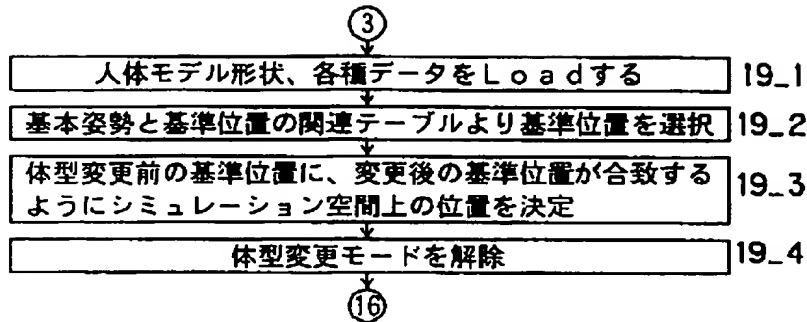 ③
人体モデル形状、各種データをLoadする
19_1
基本姿勢と基準位置の関連テーブルより基準位置を選択
19_2
体型変更前の基準位置に、変更後の基準位置が合致する
ようにシミュレーション空間上の位置を決定
19_3
体型変更モードを解除
19_4
⑯